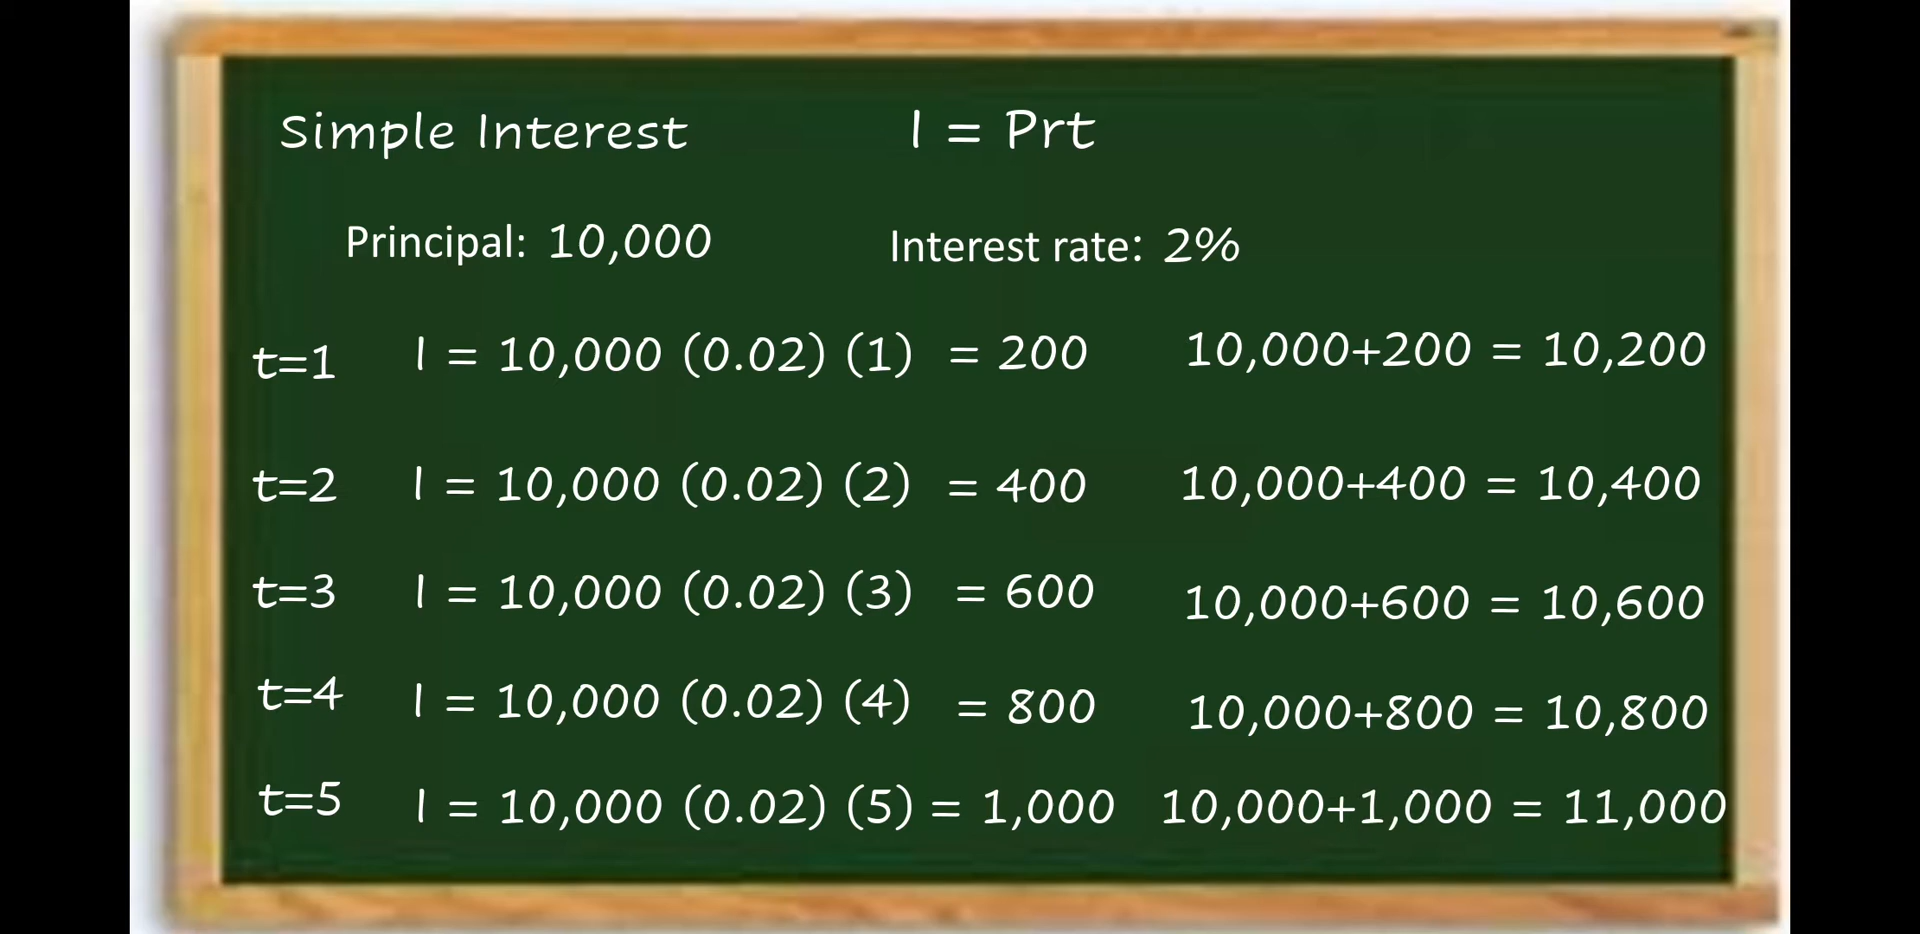 Simple Interest I = Prt
Principal: 10,000 Interest rate: 2%
t=1 I = 10,000 (0.02) (1) = 200 10,000+200 = 10,200
t=2 I = 10,000 (0.02) (2) = 400 10,000+400 = 10,400
t=3 I = 10,000 (0.02) (3) = 600 10,000+600 = 10,600
t=4 I = 10,000 (0.02) (4) = 800 10,000+800 = 10,800
t=5 I = 10,000 (0.02) (5) = 1,000 10,000+1,000 = 11,000